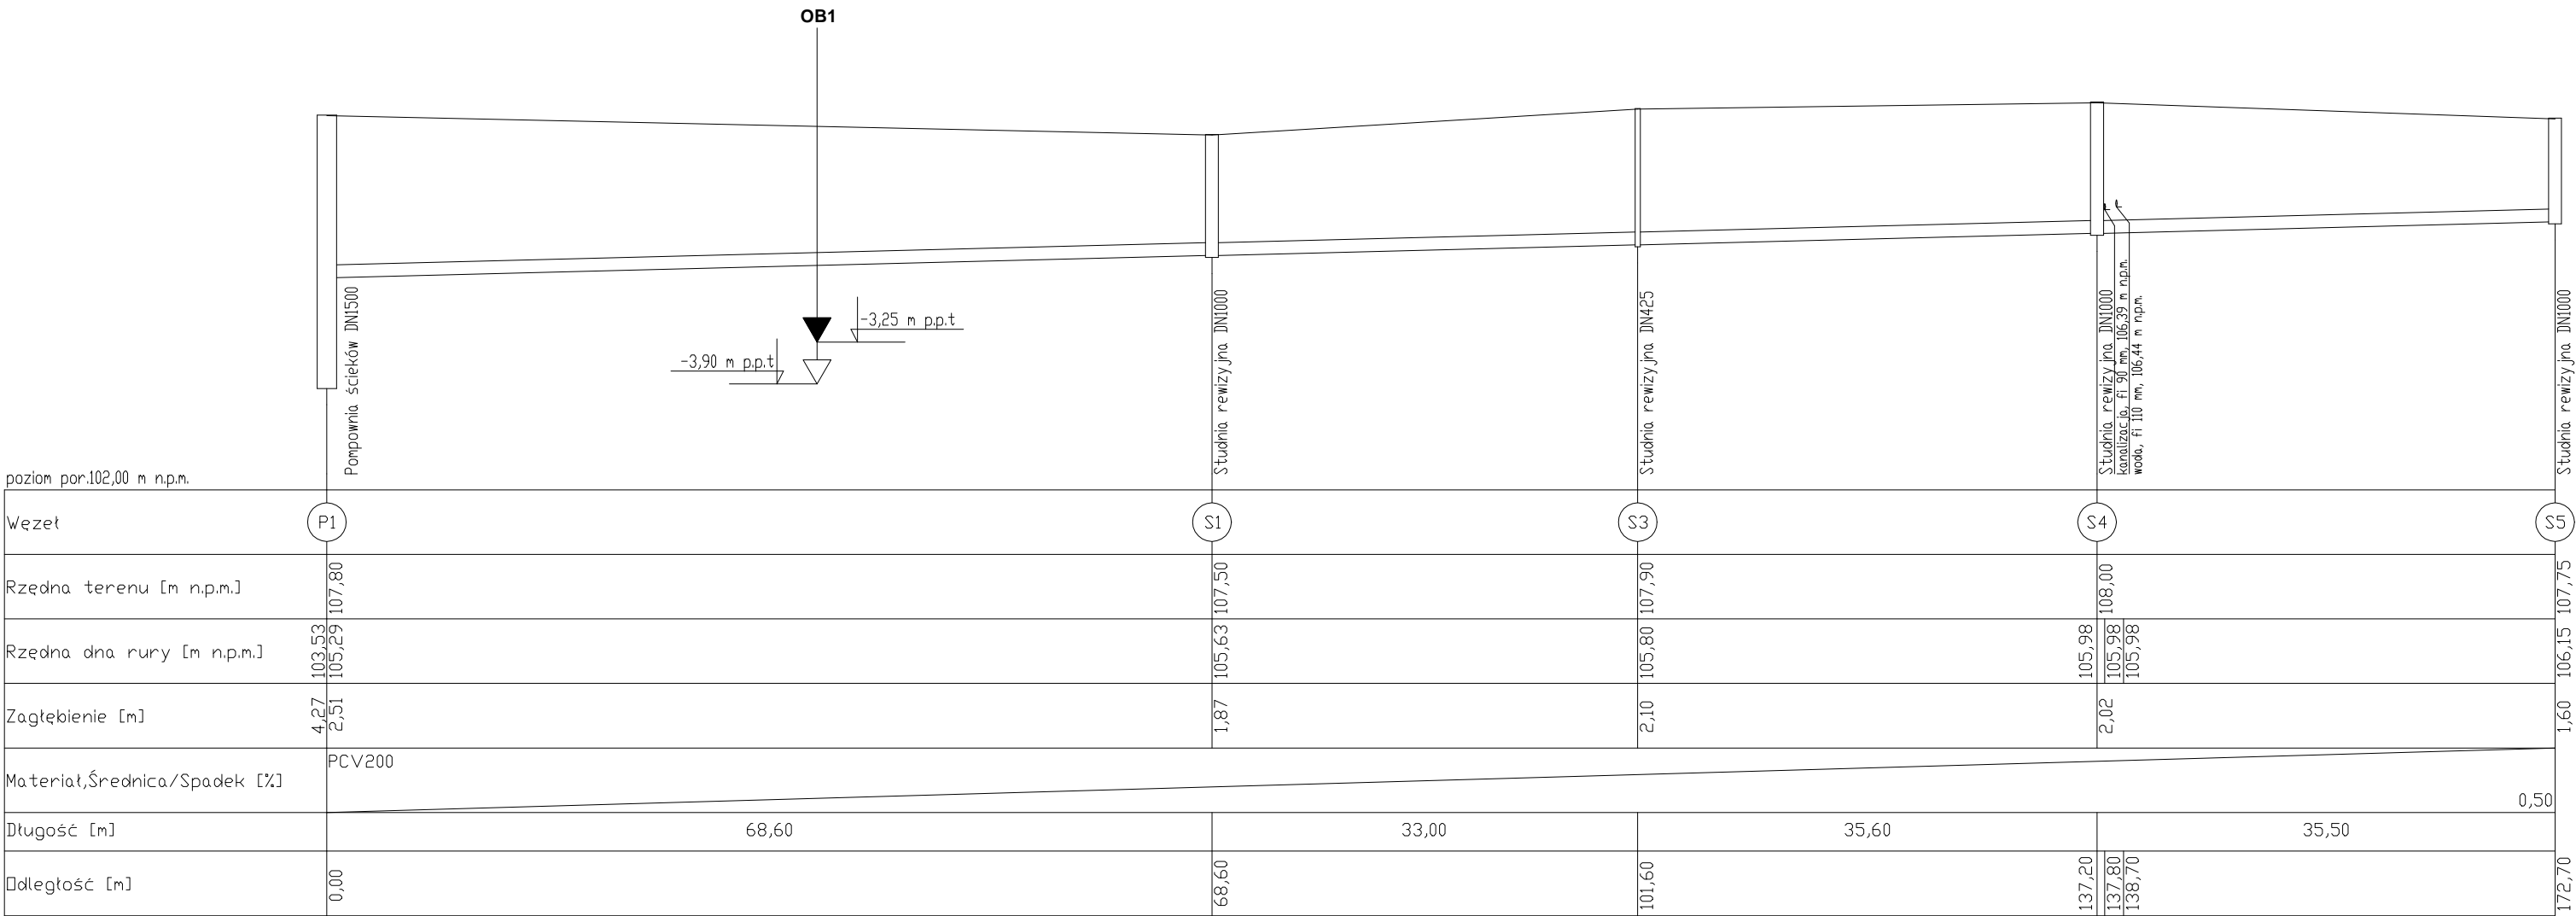 OB1
-3,25 m p.p.t
-3,90 m p.p.t
Pompownia ścieków DN1500
Studnia rewizyjna DN1000
Studnia rewizyjna DN425
Studnia rewizyjna DN1000
kanalizacja, fi 90 mm, 106,39 m n.p.m.
woda, fi 110 mm, 106,44 m n.p.m.
Studnia rewizyjna DN1000
poziom por.102,00 m n.p.m.
Węzeł P1 S1 S3 S4 S5
Rzędna terenu [m n.p.m.] 107,80 107,50 107,90 108,00 107,75
Rzędna dna rury [m n.p.m.] 103,53 105,29 105,63 105,80 105,98 105,98 105,98 106,15
Zagłębienie [m] 4,27 2,51 1,87 2,10 2,02 1,60
PCV200
Materiał,Średnica/Spadek [%]
0,50
Długość [m] 68,60 33,00 35,60 35,50
Odległość [m] 0,00 68,60 101,60 137,20 137,80 138,70 172,70